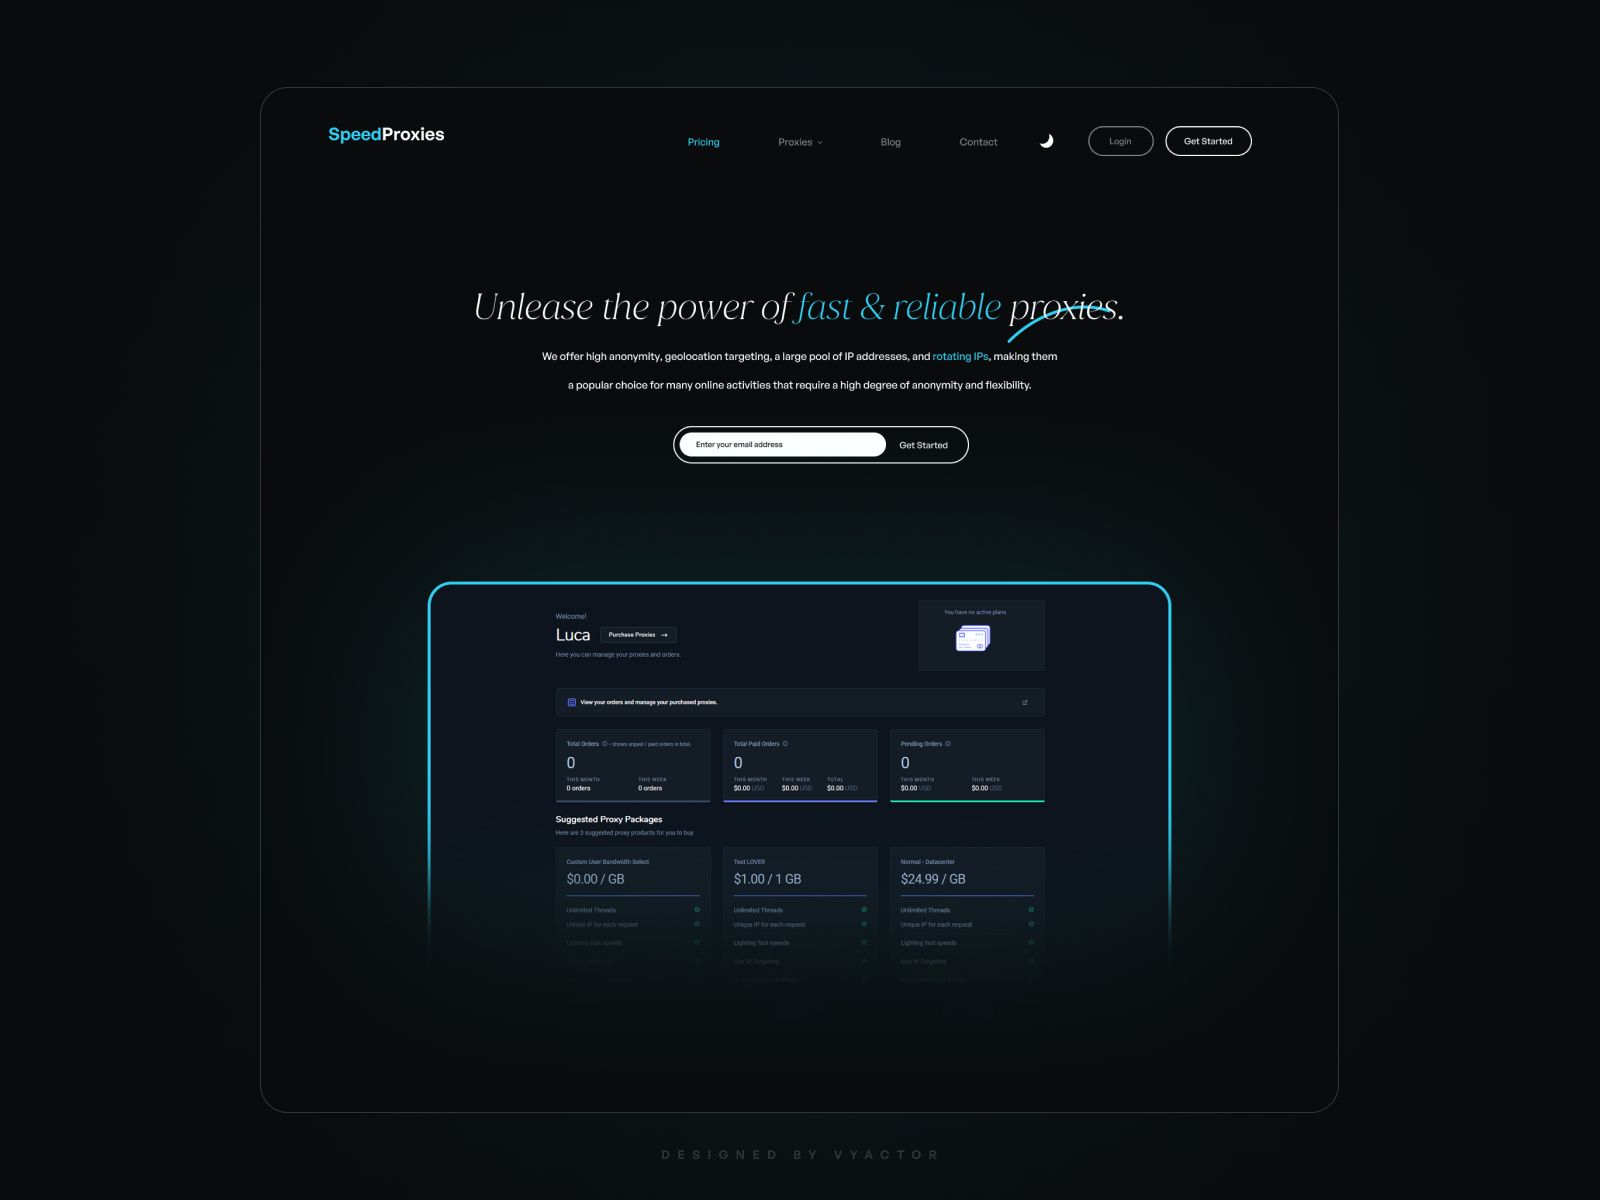 SpeedProxies
Pricing
Proxies
Blog
Contact
Login
Get Started
Unlease the power of fast & reliable proxies.
We offer high anonymity, geolocation targeting, a large pool of IP addresses, and rotating IPs, making them
a popular choice for many online activities that require a high degree of anonymity and flexibility.
Enter your email address
Get Started
Welcome!
Luca
Purchase Proxies →
Here you can manage your proxies and orders.
You have no active plans
View your orders and manage your purchased proxies.
Total Orders - shows unpaid / paid orders in total.
0
THIS MONTH THIS WEEK
0 orders 0 orders
Total Paid Orders
0
THIS MONTH THIS WEEK TOTAL
$0.00 USD $0.00 USD $0.00 USD
Pending Orders
0
THIS MONTH THIS WEEK
$0.00 USD $0.00 USD
Suggested Proxy Packages
Here are 3 suggested proxy products for you to buy.
Custom User Bandwidth Select
$0.00 / GB
Unlimited Threads
Unique IP for each request
Lighting fast speeds
Test LOVER
$1.00 / 1 GB
Unlimited Threads
Unique IP for each request
Lighting fast speeds
Geo IP Targeting
Normal - Datacenter
$24.99 / GB
Unlimited Threads
Unique IP for each request
Lighting fast speeds
Geo IP Targeting
DESIGNED BY VYACTOR